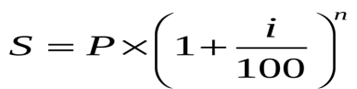 S = P × (1 + i/100)^n